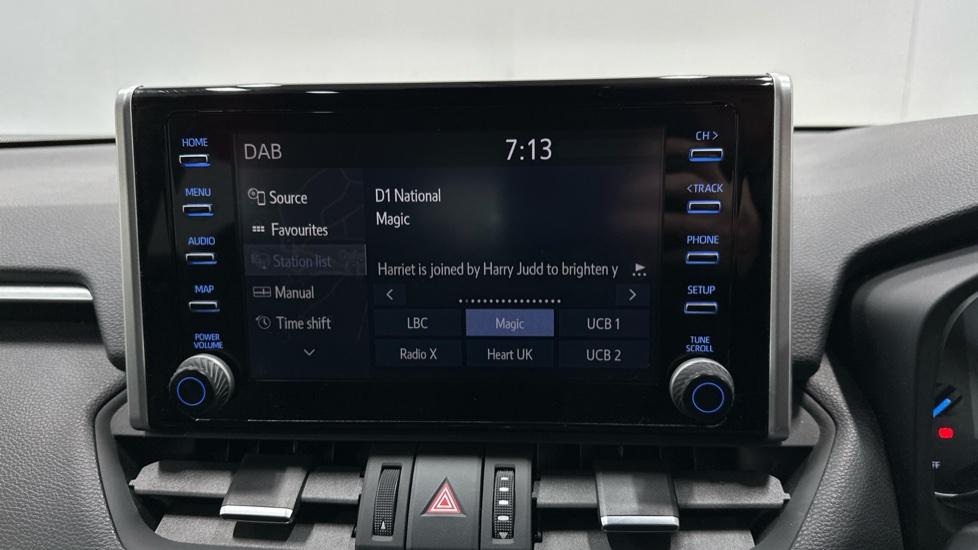 DAB
7:13
HOME
MENU
AUDIO
MAP
POWER
VOLUME
Source
Favourites
Station list
Manual
Time shift
D1 National
Magic
Harriet is joined by Harry Judd to brighten y
LBC
Magic
UCB 1
Radio X
Heart UK
UCB 2
CH >
< TRACK
PHONE
SETUP
TUNE
SCROLL